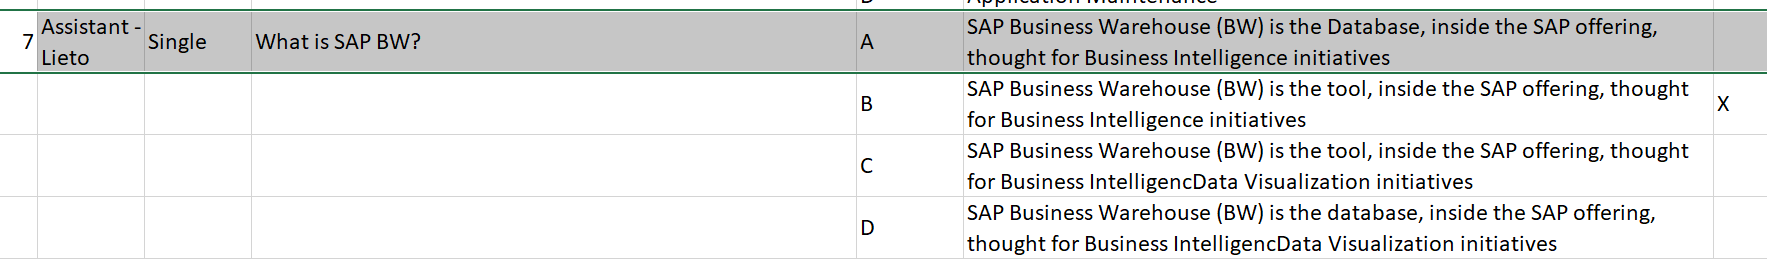 D Application Maintenance
7 Assistant - Single What is SAP BW? A SAP Business Warehouse (BW) is the Database, inside the SAP offering,
Lieto thought for Business Intelligence initiatives
B SAP Business Warehouse (BW) is the tool, inside the SAP offering, thought X
for Business Intelligence initiatives
C SAP Business Warehouse (BW) is the tool, inside the SAP offering, thought
for Business IntelligencData Visualization initiatives
D SAP Business Warehouse (BW) is the database, inside the SAP offering,
thought for Business IntelligencData Visualization initiatives